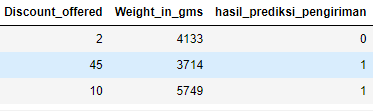 Discount_offered Weight_in_gms hasil_prediksi_pengiriman
2 4133 0
45 3714 1
10 5749 1